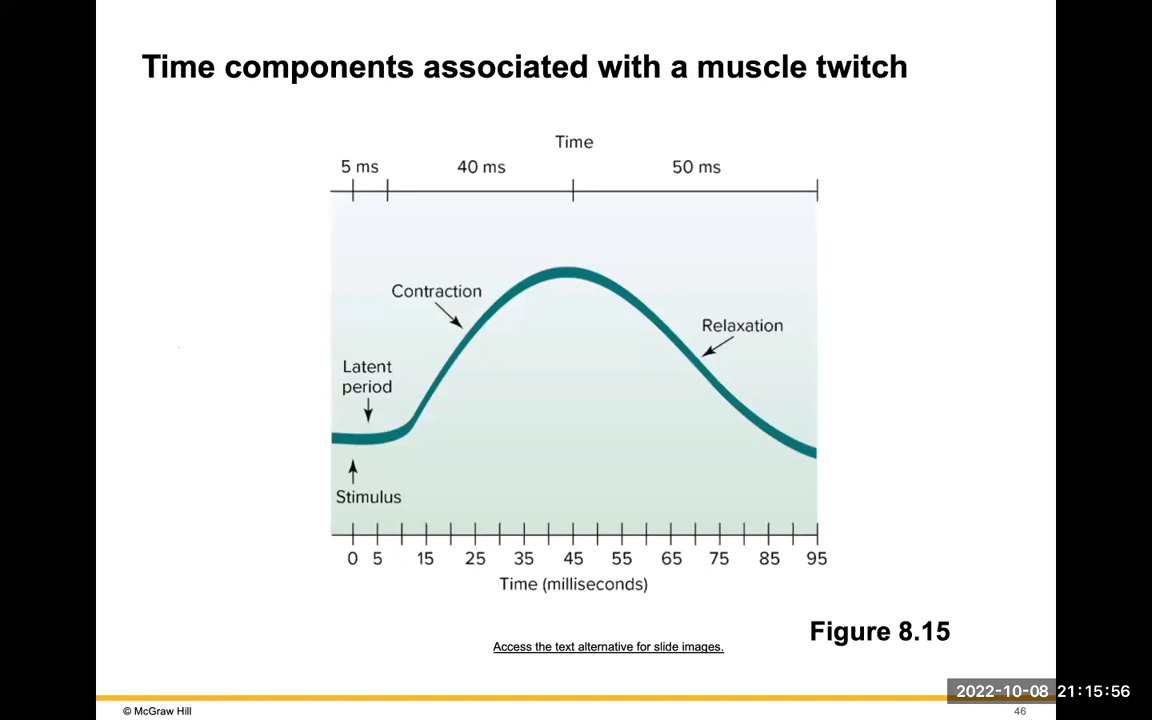 Time components associated with a muscle twitch
Time
5 ms 40 ms 50 ms
Contraction
Relaxation
Latent
period
Stimulus
0 5 15 25 35 45 55 65 75 85 95
Time (milliseconds)
Figure 8.15
Access the text alternative for slide images.
2022-10-08 21:15:56
© McGraw Hill 46